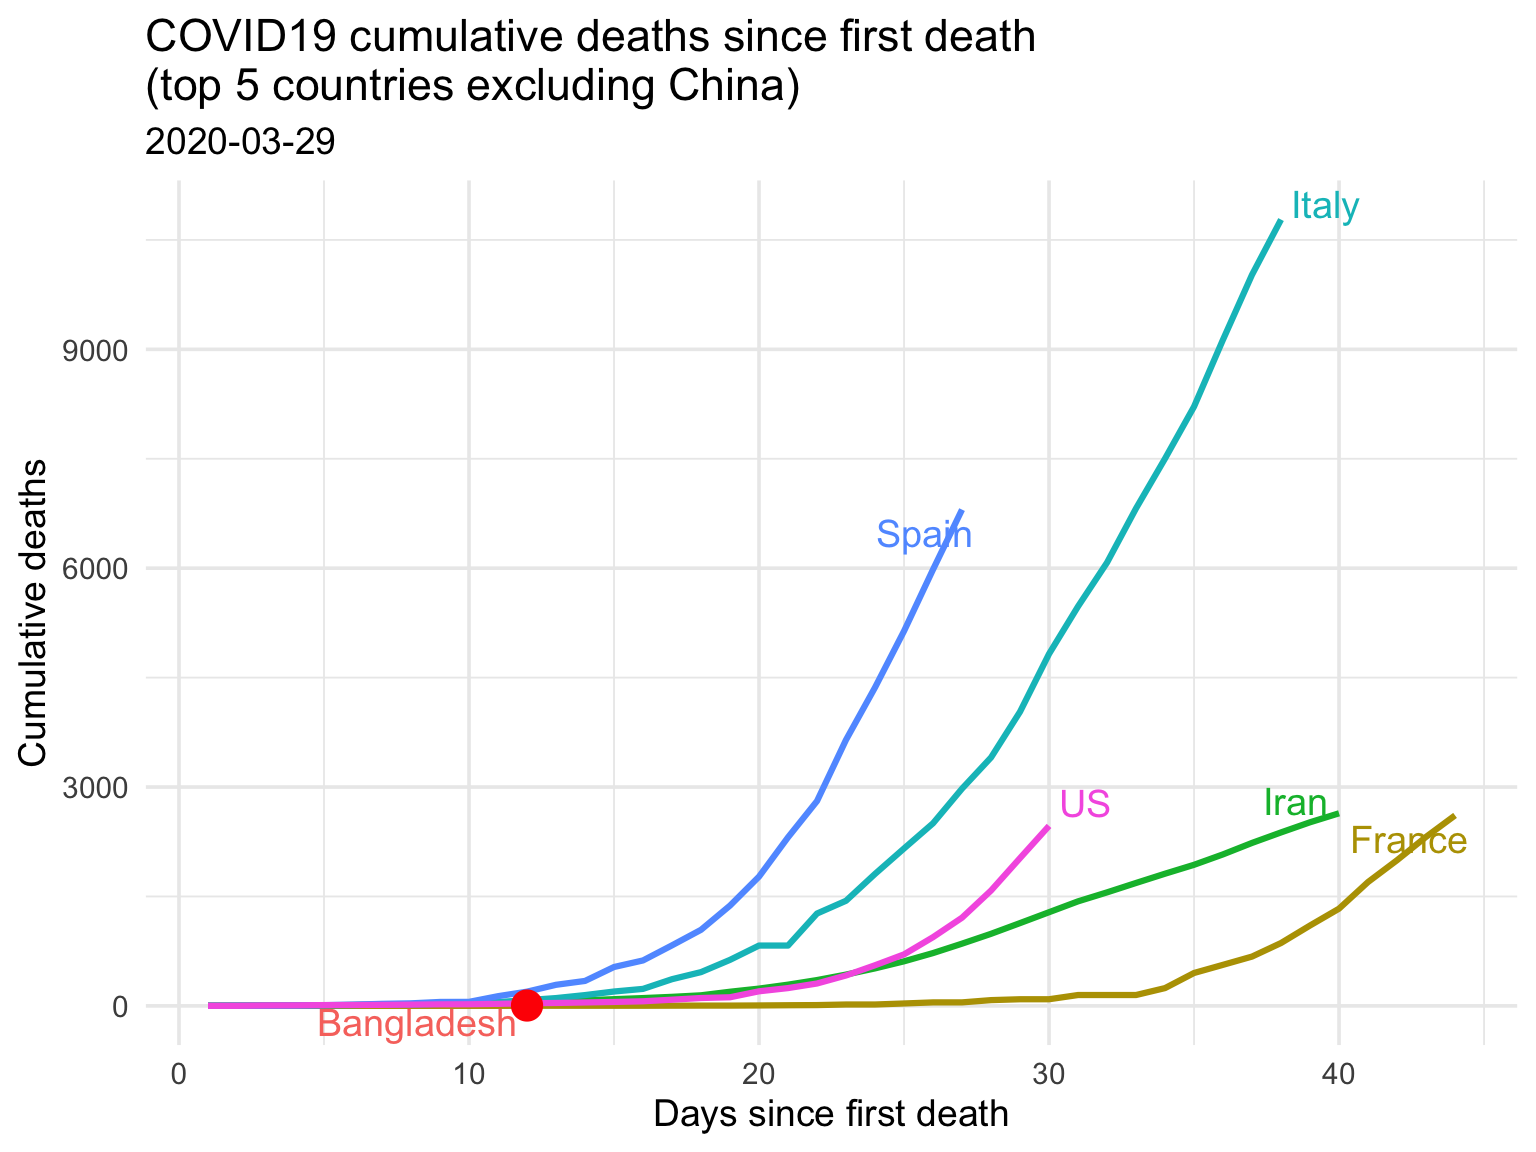 COVID19 cumulative deaths since first death
(top 5 countries excluding China)
2020-03-29
Italy
9000
Spain
6000
Cumulative deaths
3000
US
Iran
France
0
Bangladesh
0 10 20 30 40
Days since first death